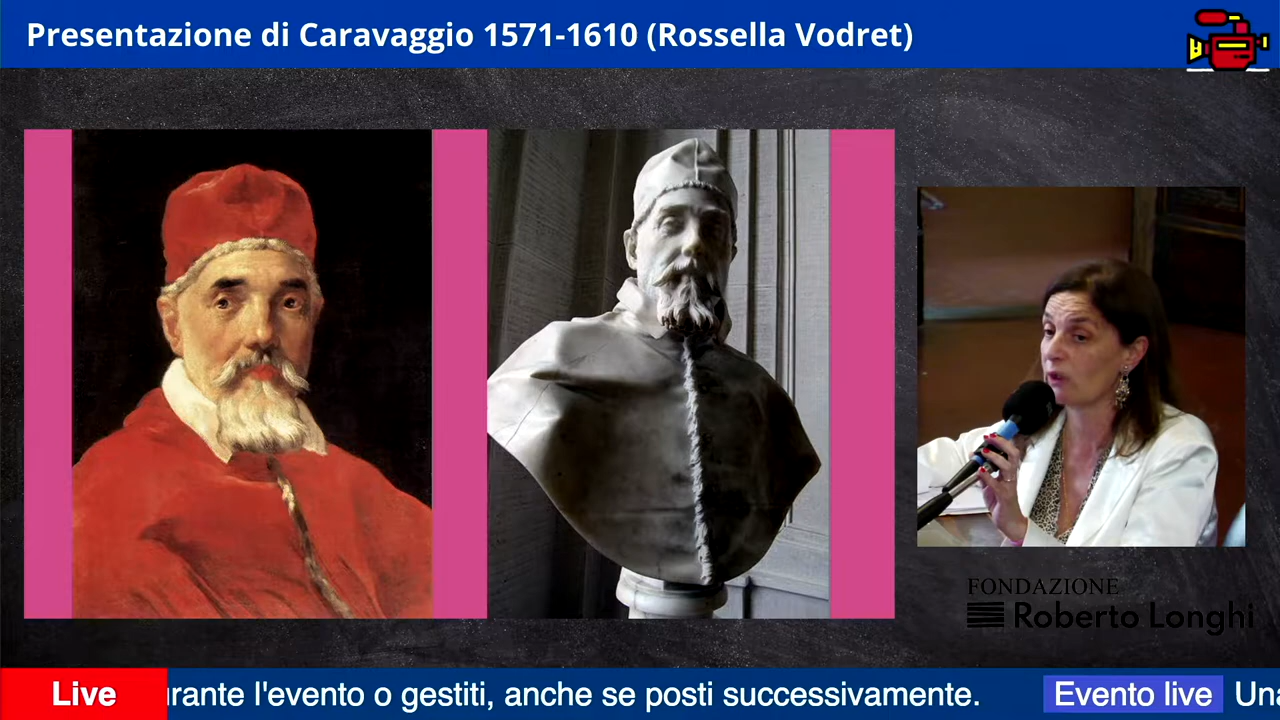 Presentazione di Caravaggio 1571-1610 (Rossella Vodret)
FONDAZIONE
Roberto Longhi
Live
urante l'evento o gestiti, anche se posti successivamente.
Evento live
Una